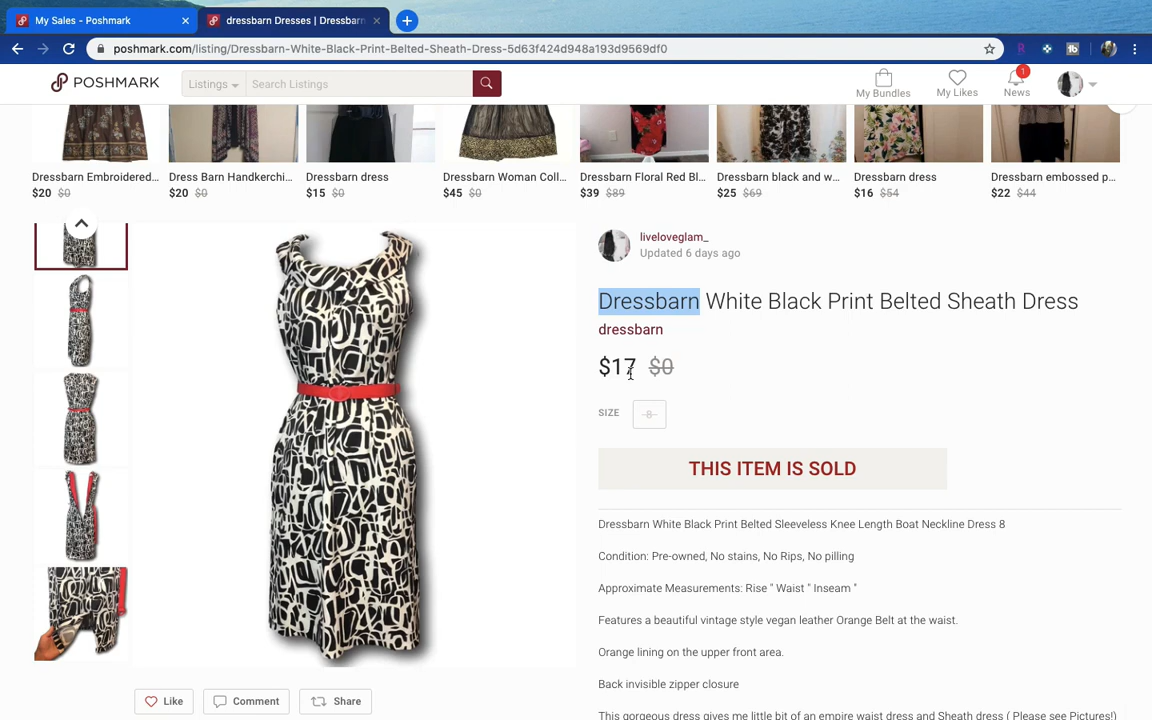 My Sales - Poshmark
dressbarn Dresses | Dressbarn
poshmark.com/listing/Dressbarn-White-Black-Print-Belted-Sheath-Dress-5d63f424d948a193d9569df0
POSHMARK Listings Search Listings My Bundles My Likes 1 News
Dressbarn Embroidered... Dress Barn Handkerchi... Dressbarn dress Dressbarn Woman Coll... Dressbarn Floral Red Bl... Dressbarn black and w... Dressbarn dress Dressbarn embossed p...
$20 $0 $20 $0 $15 $0 $45 $0 $39 $89 $25 $69 $16 $54 $22 $44
liveloveglam_
Updated 6 days ago
Dressbarn White Black Print Belted Sheath Dress
dressbarn
$17 $0
SIZE 8
THIS ITEM IS SOLD
Dressbarn White Black Print Belted Sleeveless Knee Length Boat Neckline Dress 8
Condition: Pre-owned, No stains, No Rips, No pilling
Approximate Measurements: Rise " Waist " Inseam "
Features a beautiful vintage style vegan leather Orange Belt at the waist.
Orange lining on the upper front area.
Back invisible zipper closure
This gorgeous dress gives me little bit of an empire waist dress and Sheath dress ( Please see Pictures!)
Like Comment Share